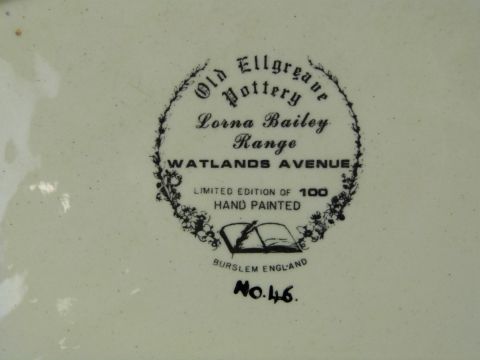 Old Ellgreave
Pottery
Lorna Bailey
Range
WATLANDS AVENUE
LIMITED EDITION OF 100
HAND PAINTED
BURSLEM ENGLAND
No.46.